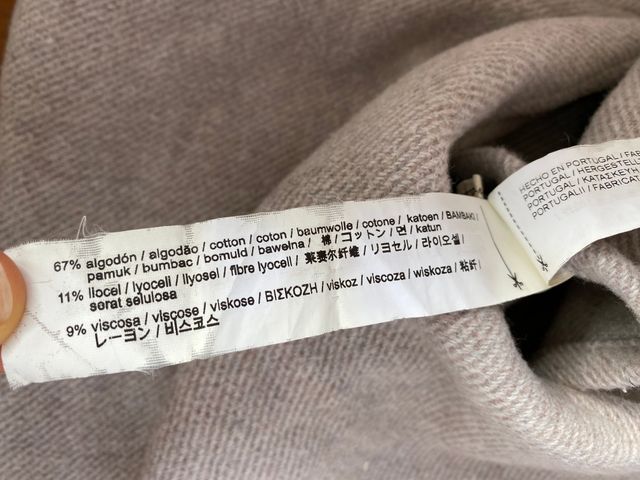 67% algodón / algodão / cotton / coton / baumwolle / cotone / katoen / ΒΑΜΒΑΚΙ /
pamuk / bumbac / bomuld / bawełna / 棉 / コットン / 면 / katun
11% liocel / lyocell / liyosel / fibre lyocell / 莱赛尔纤维 / リヨセル / 라이오셀 /
serat selulosa
9% viscosa / viscose / viskose / ΒΙΣΚΟΖΗ / viskoz / viscoza / wiskoza / 粘纤 /
レーヨン / 비스코스
HECHO EN PORTUGAL / FAB
PORTUGAL / HERGESTELL
PORTUGAL / ΚΑΤΑΣΚΕΥΗ
PORTUGALII / FABRICAT